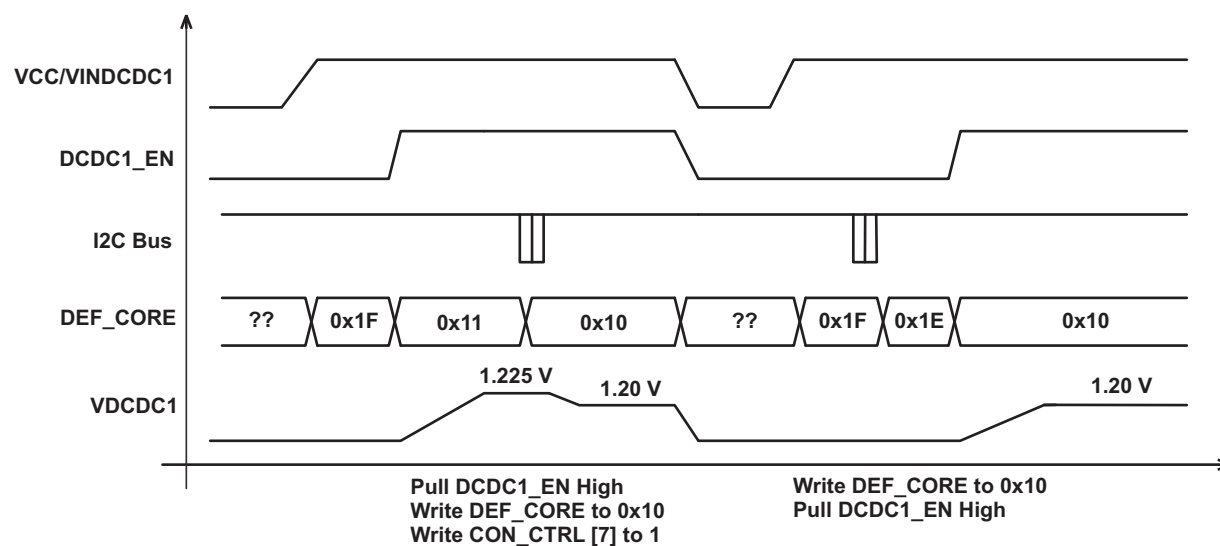 VCC/VINDCDC1
DCDC1_EN
I2C Bus
DEF_CORE ?? 0x1F 0x11 0x10 ?? 0x1F 0x1E 0x10
1.225 V 1.20 V 1.20 V
VDCDC1
Pull DCDC1_EN High
Write DEF_CORE to 0x10
Write CON_CTRL [7] to 1
Write DEF_CORE to 0x10
Pull DCDC1_EN High